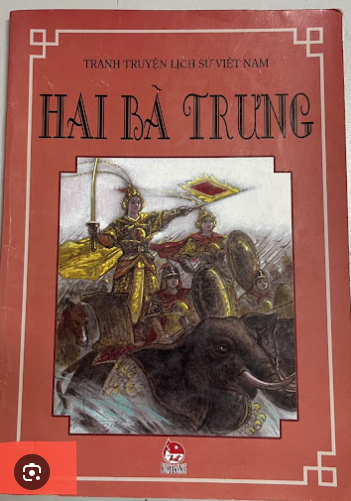 TRANH TRUYỆN LỊCH SỬ VIỆT NAM
HAI BÀ TRƯNG